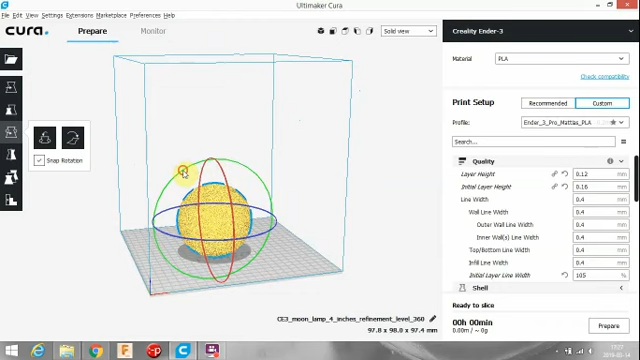 Ultimaker Cura
File Edit View Settings Extensions Marketplace Preferences Help
cura. Prepare Monitor Solid view
Creality Ender-3
Material PLA
Check compatibility
Print Setup Recommended Custom
Profile: Ender_3_Pro_Mattias_PLA
Search...
Quality
Layer Height 0.12 mm
Initial Layer Height 0.16 mm
Line Width 0.4 mm
Wall Line Width 0.4 mm
Outer Wall Line Width 0.4 mm
Inner Wall(s) Line Width 0.4 mm
Top/Bottom Line Width 0.4 mm
Infill Line Width 0.4 mm
Initial Layer Line Width 105 %
Shell
Snap Rotation
CE3_moon_lamp_4_inches_refinement_level_360
97.8 x 98.0 x 97.4 mm
Ready to slice
00h 00min
0.00m / ~ 0g
Prepare